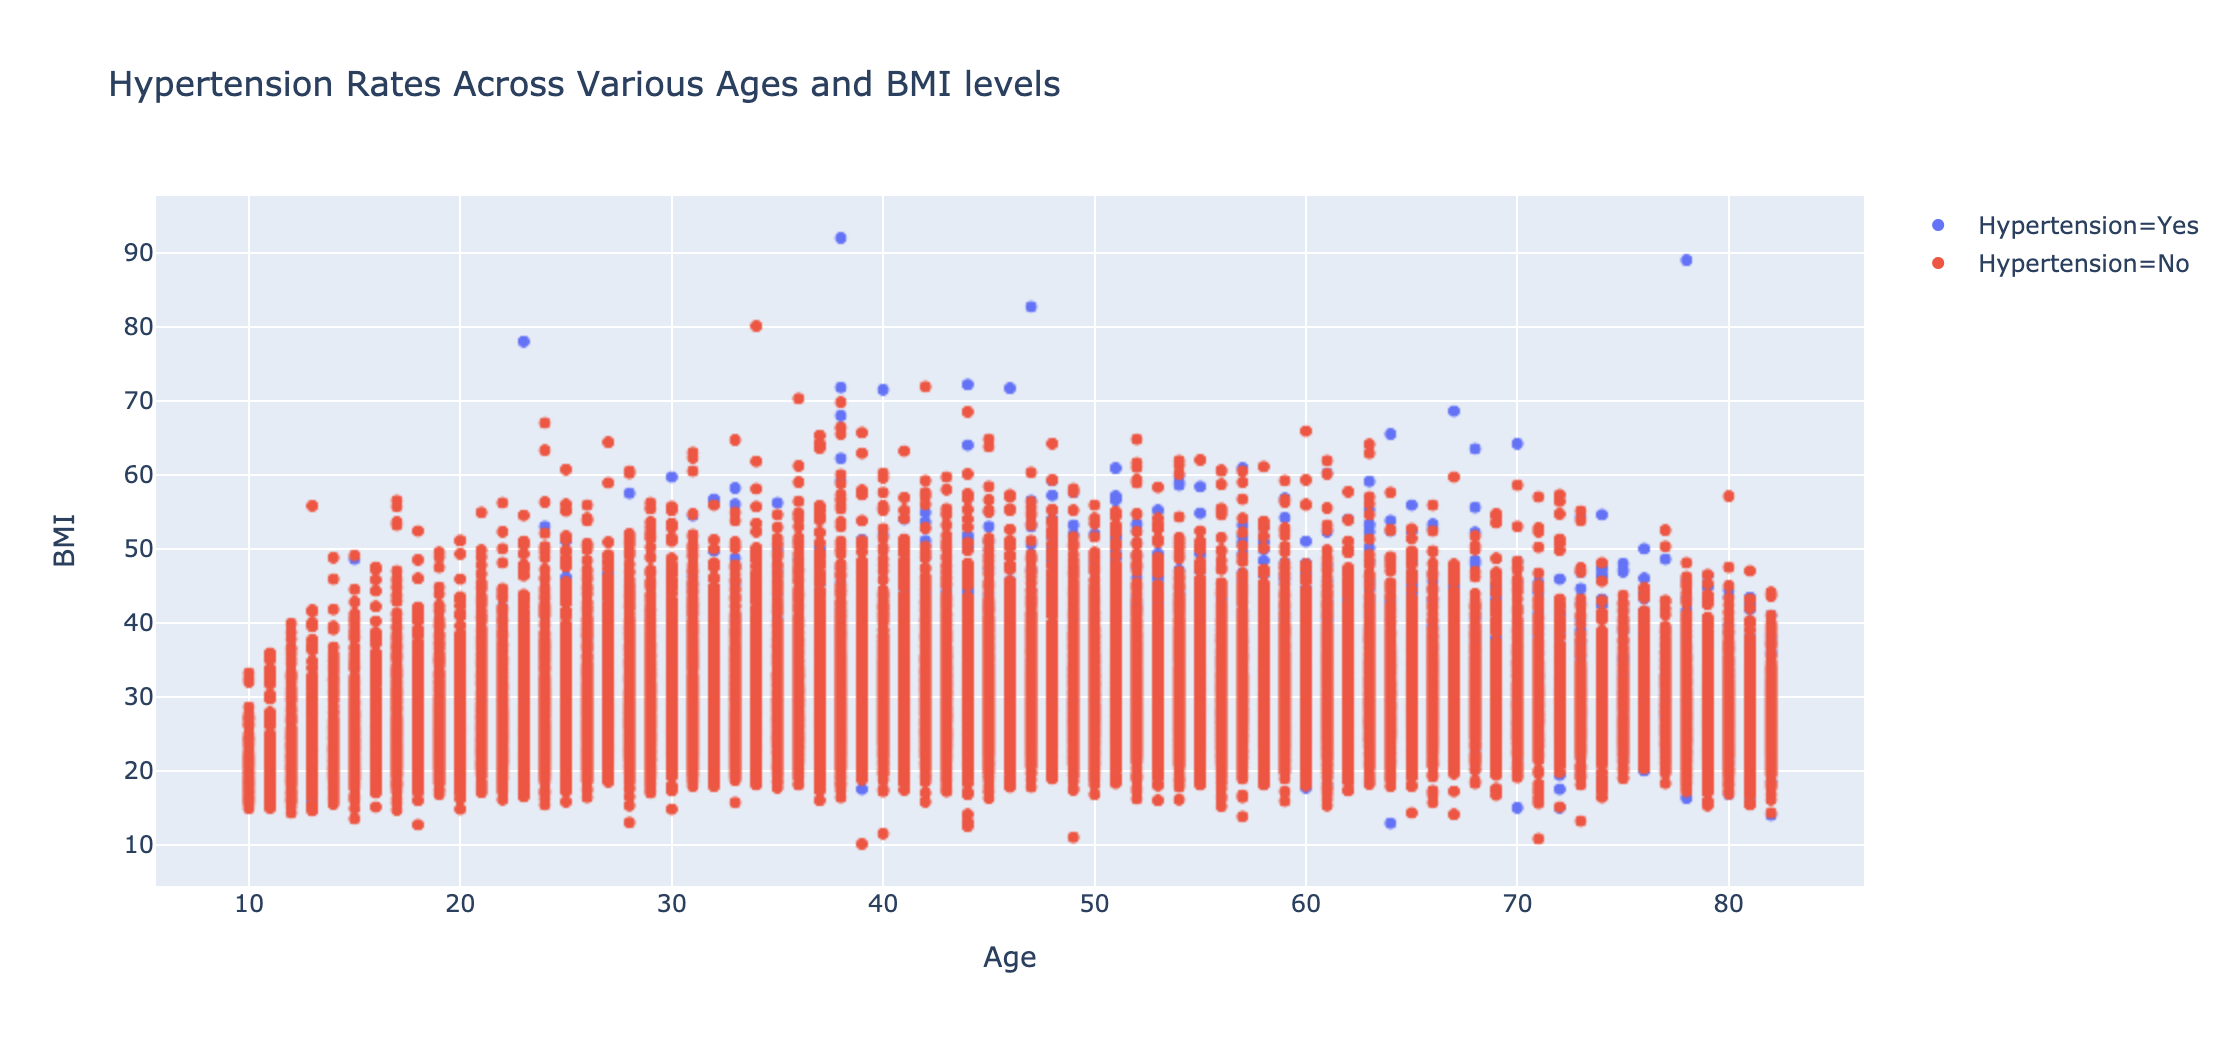 Hypertension Rates Across Various Ages and BMI levels
Hypertension=Yes
Hypertension=No
90
80
70
60
50
40
30
20
10
BMI
10 20 30 40 50 60 70 80
Age